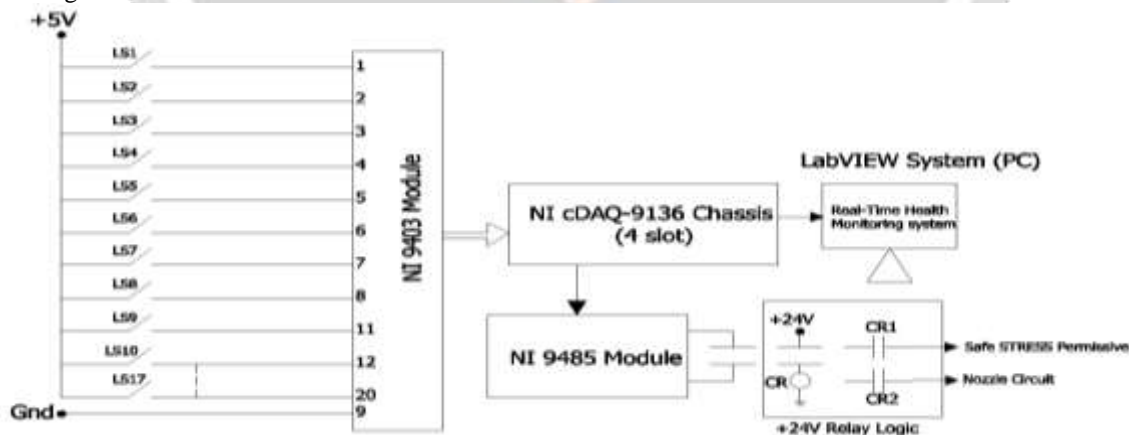 +5V
LS1
1
LS2
2
LS3
3
LS4
4
LS5
5
LS6
6
LS7
7
LS8
8
LS9
11
LS10
12
LS17
20
Gnd
9
NI 9403 Module
NI cDAQ-9136 Chassis
(4 slot)
LabVIEW System (PC)
Real-Time Health
Monitoring system
NI 9485 Module
+24V
CR1
Safe STRESS Permissive
CR
Nozzle Circuit
CR2
+24V Relay Logic